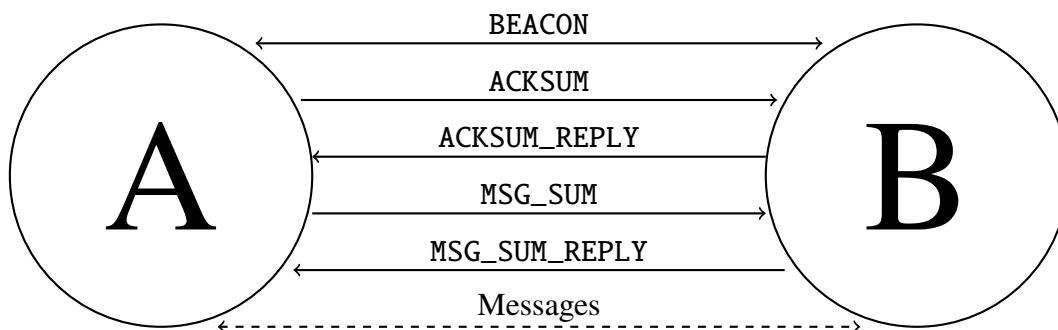 BEACON
ACKSUM
ACKSUM_REPLY
MSG_SUM
MSG_SUM_REPLY
Messages
A
B